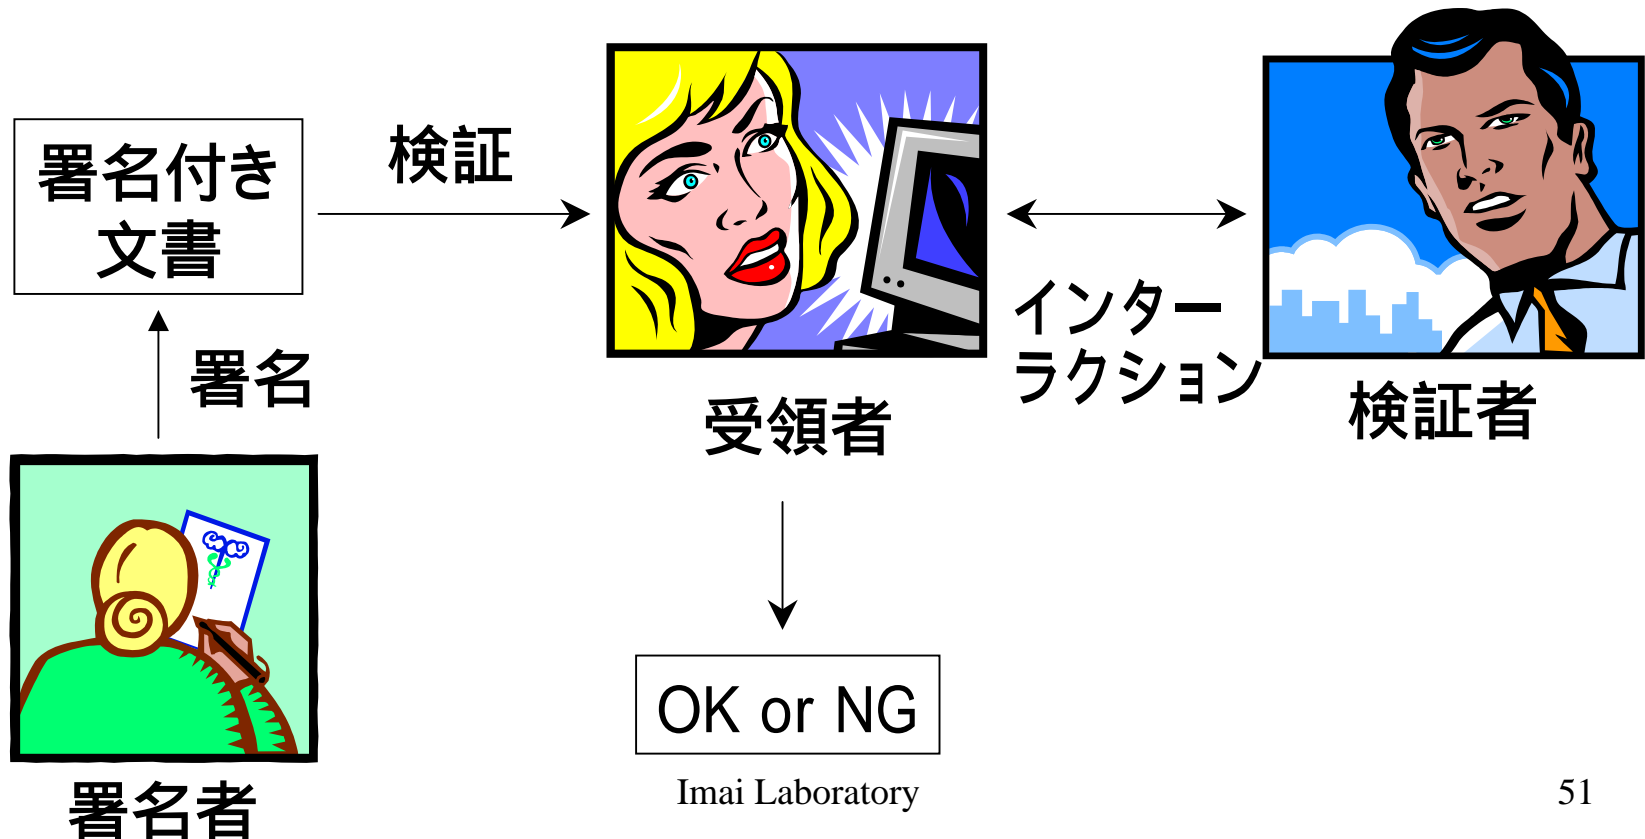 署名付き
文書
検証
インター
ラクション
署名
受領者
検証者
署名者
OK or NG
Imai Laboratory
51